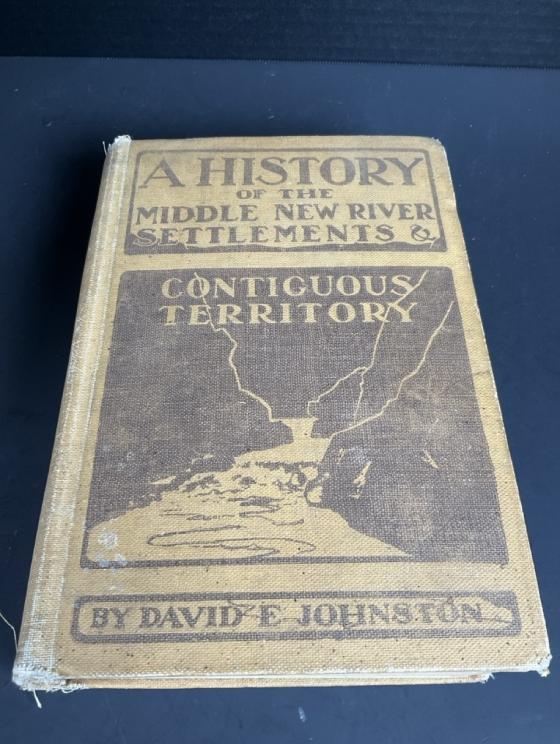 A HISTORY
OF THE
MIDDLE NEW RIVER
SETTLEMENTS &
CONTIGUOUS
TERRITORY
BY DAVID E JOHNSTON